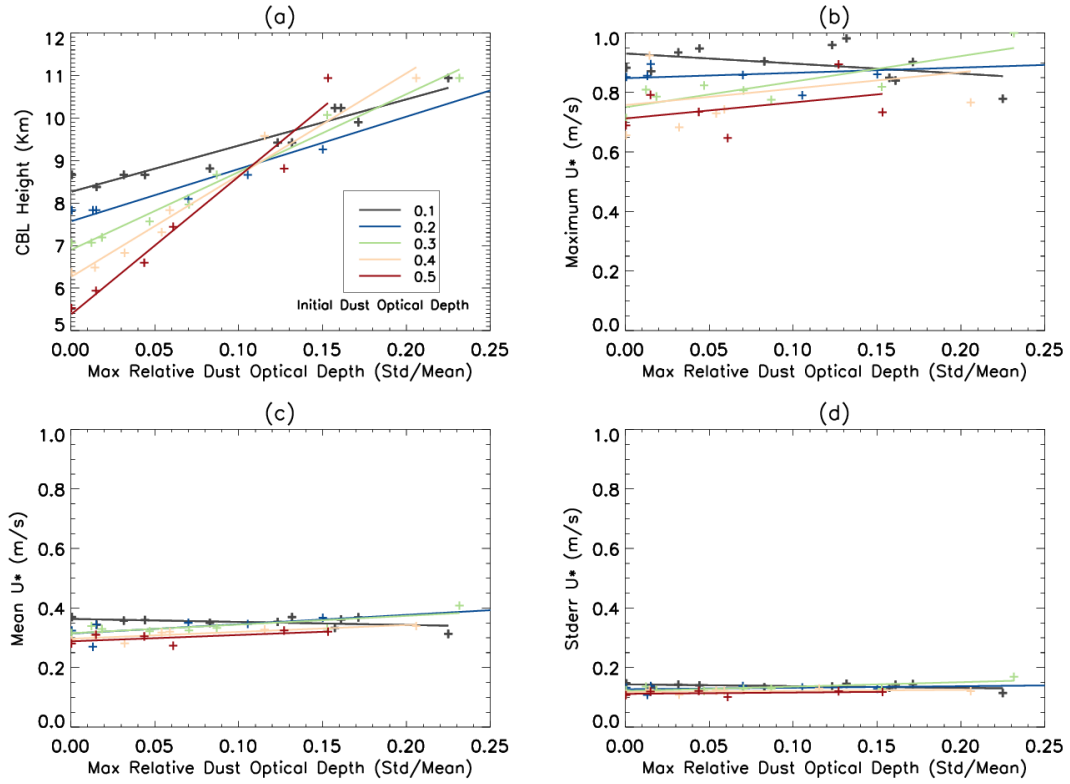 (a)
CBL Height (Km)
12
11
10
9
8
7
6
5
0.1
0.2
0.3
0.4
0.5
Initial Dust Optical Depth
0.00 0.05 0.10 0.15 0.20 0.25
Max Relative Dust Optical Depth (Std/Mean)
(b)
Maximum U* (m/s)
1.0
0.8
0.6
0.4
0.2
0.0
0.00 0.05 0.10 0.15 0.20 0.25
Max Relative Dust Optical Depth (Std/Mean)
(c)
Mean U* (m/s)
1.0
0.8
0.6
0.4
0.2
0.0
0.00 0.05 0.10 0.15 0.20 0.25
Max Relative Dust Optical Depth (Std/Mean)
(d)
Stderr U* (m/s)
1.0
0.8
0.6
0.4
0.2
0.0
0.00 0.05 0.10 0.15 0.20 0.25
Max Relative Dust Optical Depth (Std/Mean)